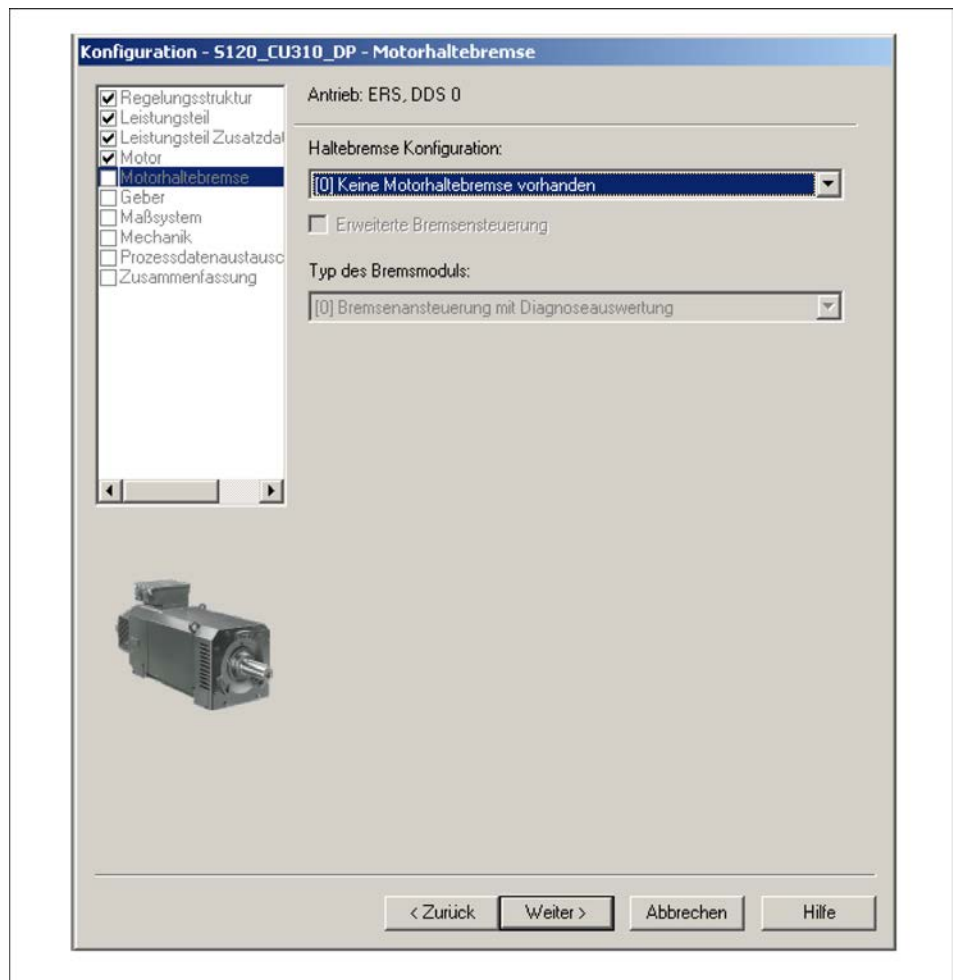 Konfiguration - S120_CU310_DP - Motorhaltebremse
Regelungsstruktur
Leistungsteil
Leistungsteil Zusatzdat
Motor
Motorhaltebremse
Geber
Maßsystem
Mechanik
Prozessdatenaustausc
Zusammenfassung
Antrieb: ERS, DDS 0
Haltebremse Konfiguration:
[0] Keine Motorhaltebremse vorhanden
Erweiterte Bremsensteuerung
Typ des Bremsmoduls:
[0] Bremsenansteuerung mit Diagnoseauswertung
< Zurück
Weiter >
Abbrechen
Hilfe